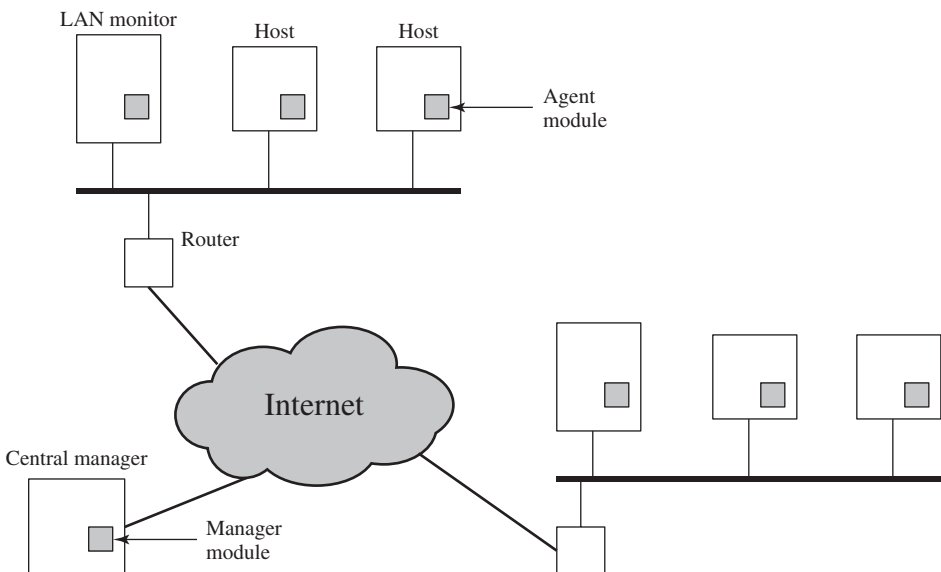 LAN monitor
Host
Host
Agent
module
Router
Internet
Central manager
Manager
module